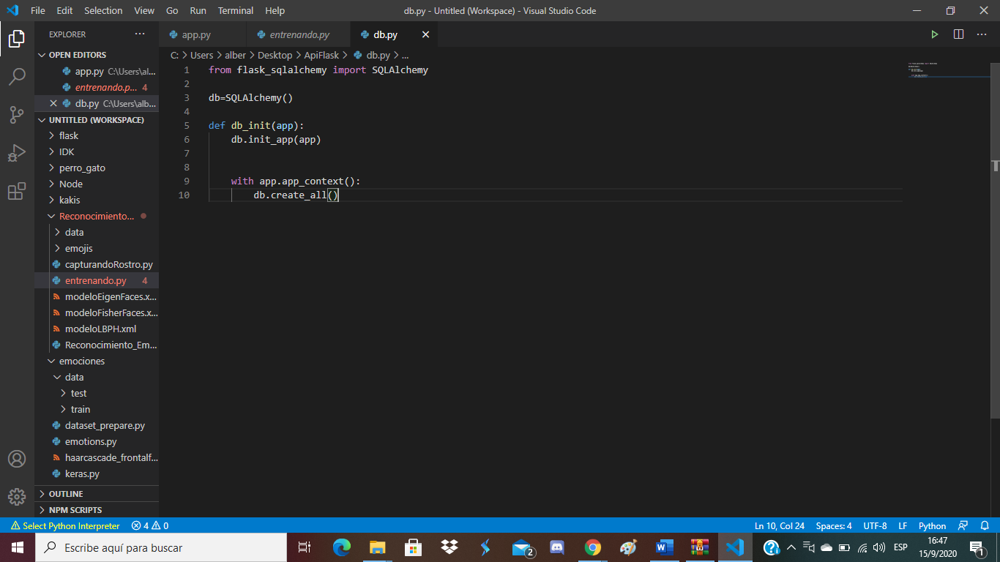 File Edit Selection View Go Run Terminal Help db.py - Untitled (Workspace) - Visual Studio Code
EXPLORER ···
app.py entrenando.py db.py
OPEN EDITORS
app.py C:\Users\al...
entrenando.p... 4
db.py C:\Users\alb...
UNTITLED (WORKSPACE)
flask
IDK
perro_gato
Node
kakis
Reconocimiento...
data
emojis
capturandoRostro.py
entrenando.py 4
modeloEigenFaces.x...
modeloFisherFaces.x...
modeloLBPH.xml
Reconocimiento_Em...
emociones
data
test
train
dataset_prepare.py
emotions.py
haarcascade_frontalf...
keras.py
OUTLINE
NPM SCRIPTS
C: > Users > alber > Desktop > ApiFlask > db.py > ...
1 from flask_sqlalchemy import SQLAlchemy
2
3 db=SQLAlchemy()
4
5 def db_init(app):
6 db.init_app(app)
7
8
9 with app.app_context():
10 db.create_all()
Select Python Interpreter 4 0 Ln 10, Col 24 Spaces: 4 UTF-8 LF Python
Escribe aquí para buscar
2
ESP
16:47
15/9/2020
1